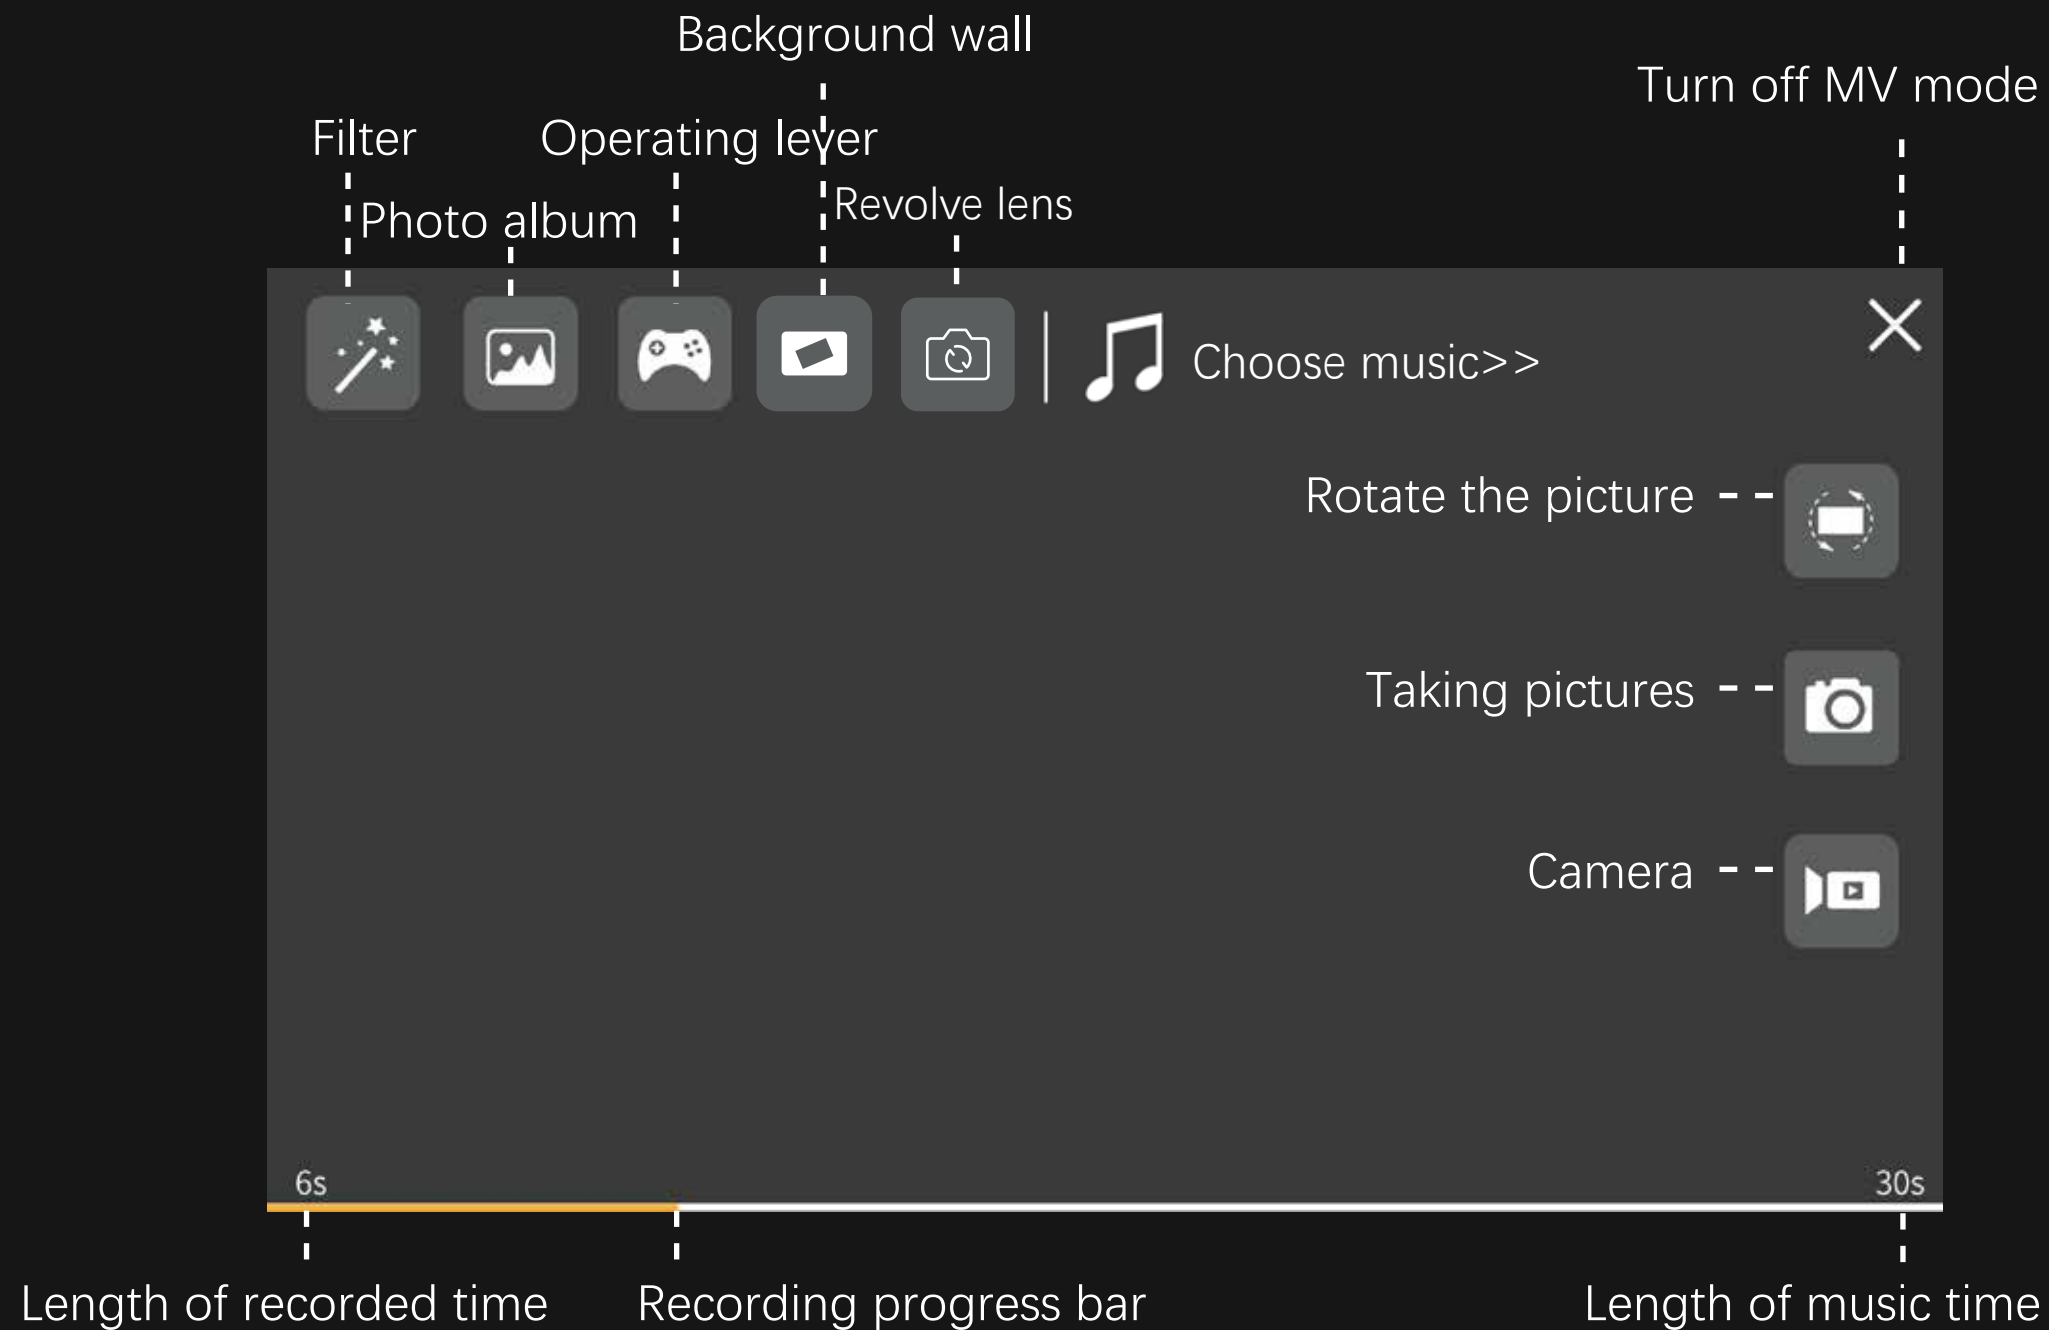 Background wall
Turn off MV mode
Filter
Operating lever
Photo album
Revolve lens
Choose music>>
Rotate the picture
Taking pictures
Camera
6s
30s
Length of recorded time
Recording progress bar
Length of music time